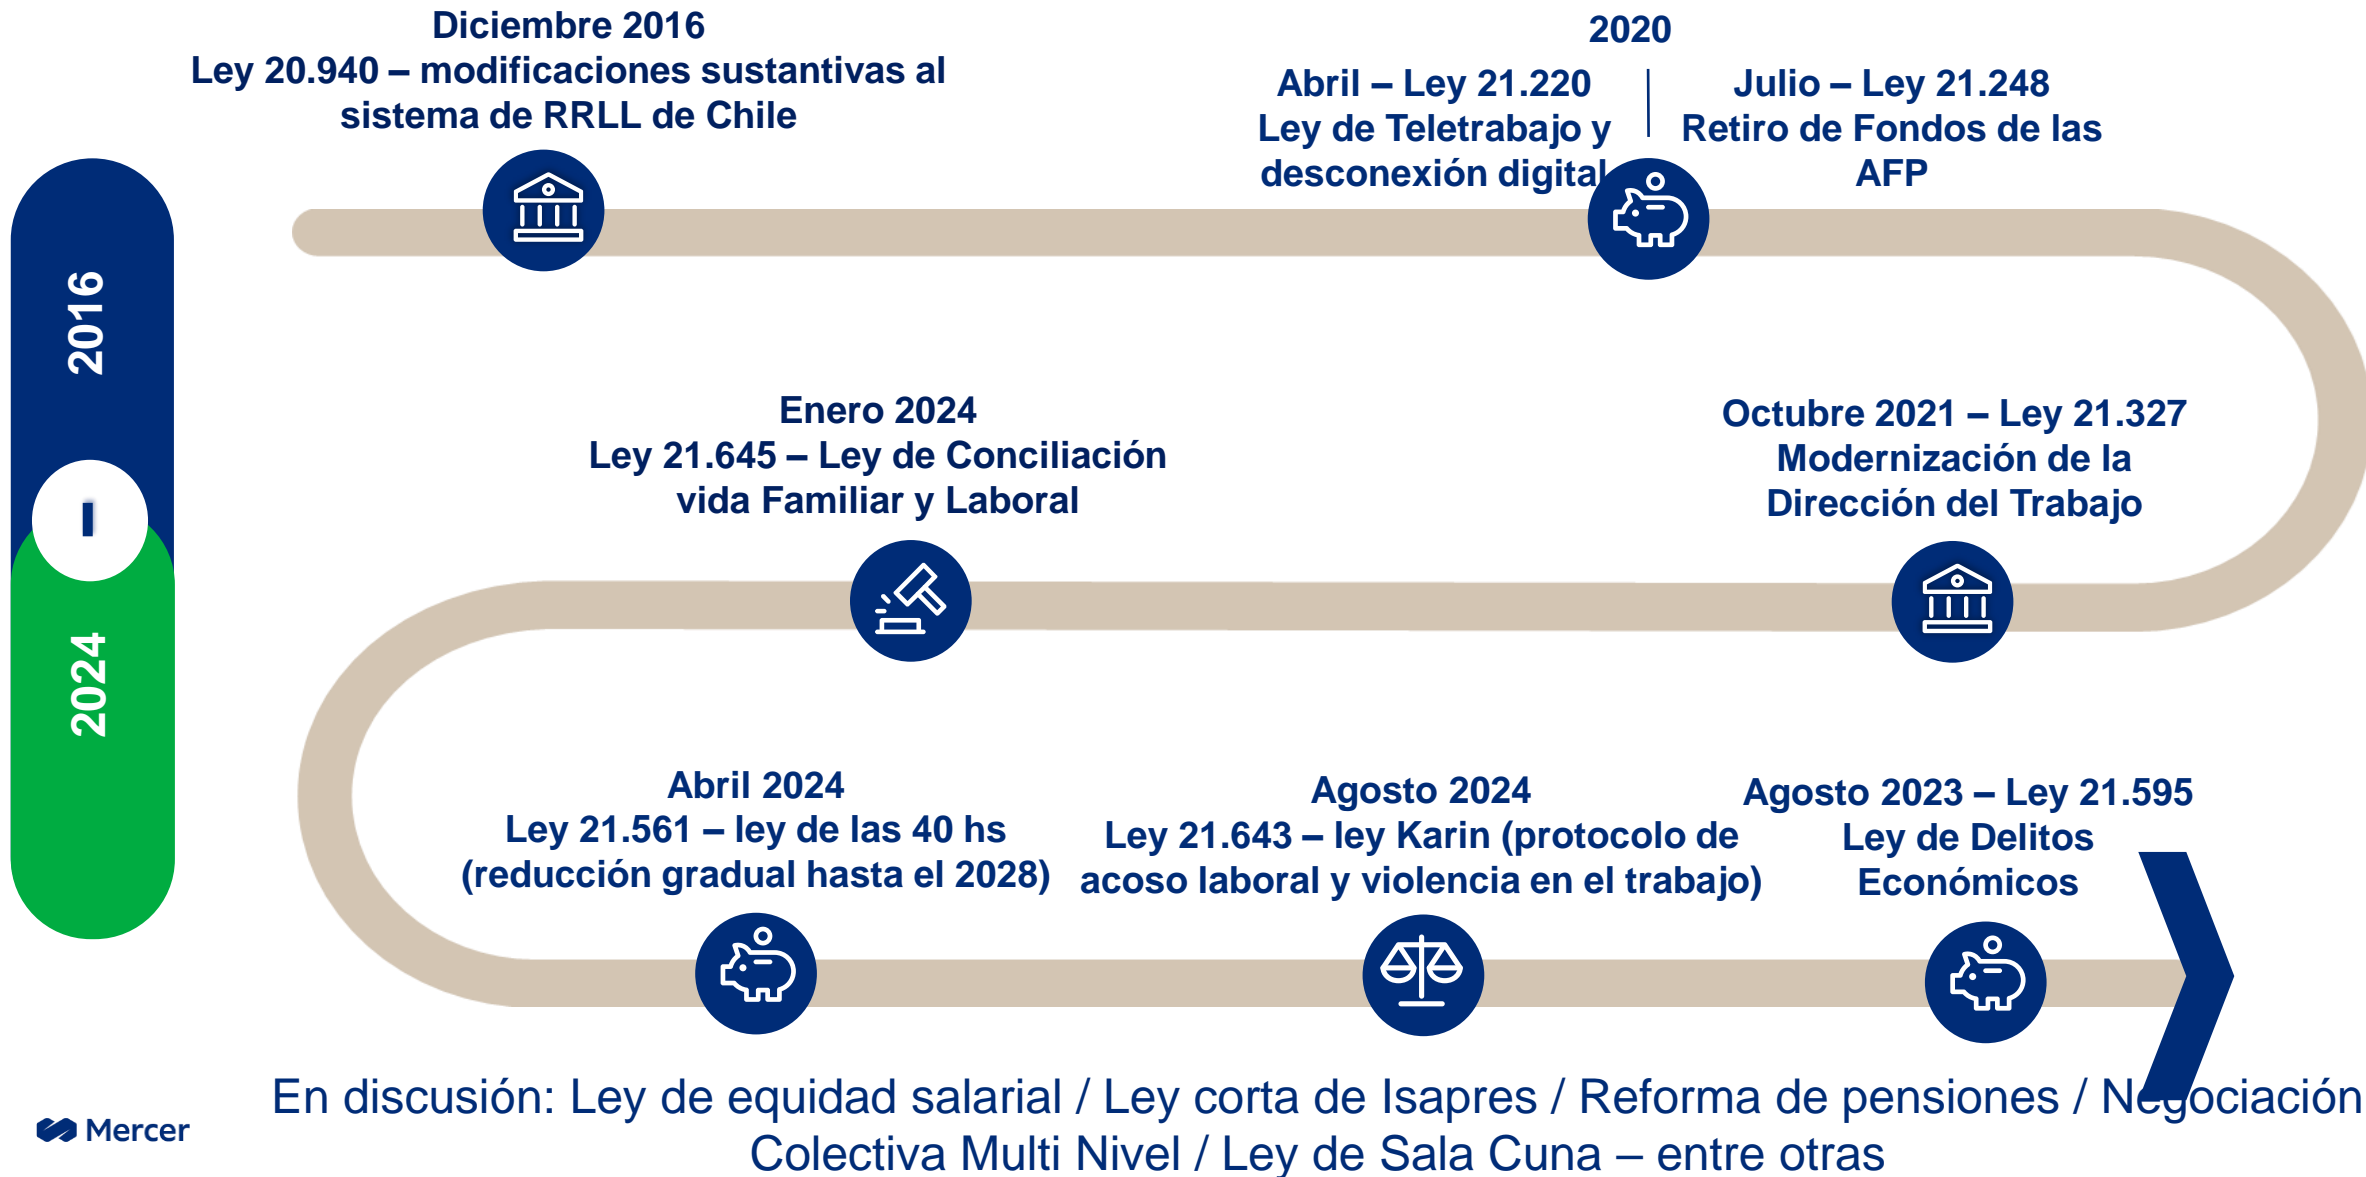 Diciembre 2016
Ley 20.940 – modificaciones sustantivas al
sistema de RRLL de Chile
2020
Abril – Ley 21.220
Ley de Teletrabajo y
desconexión digital
Julio – Ley 21.248
Retiro de Fondos de las
AFP
2016
-
2024
Enero 2024
Ley 21.645 – Ley de Conciliación
vida Familiar y Laboral
Octubre 2021 – Ley 21.327
Modernización de la
Dirección del Trabajo
Abril 2024
Ley 21.561 – ley de las 40 hs
(reducción gradual hasta el 2028)
Agosto 2024
Ley 21.643 – ley Karin (protocolo de
acoso laboral y violencia en el trabajo)
Agosto 2023 – Ley 21.595
Ley de Delitos
Económicos
En discusión: Ley de equidad salarial / Ley corta de Isapres / Reforma de pensiones / Negociación
Colectiva Multi Nivel / Ley de Sala Cuna – entre otras
Mercer